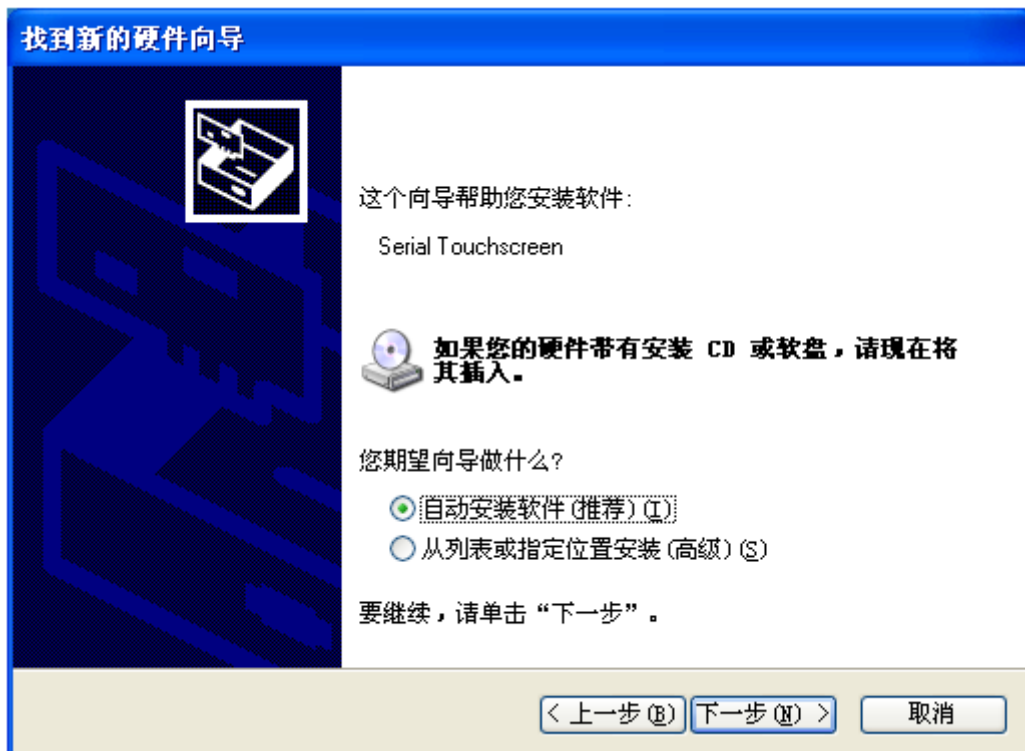 找到新的硬件向导
这个向导帮助您安装软件:
Serial Touchscreen
如果您的硬件带有安装 CD 或软盘，请现在将
其插入。
您期望向导做什么?
自动安装软件(推荐)(I)
从列表或指定位置安装(高级)(S)
要继续，请单击“下一步”。
< 上一步(B) 下一步(N) > 取消